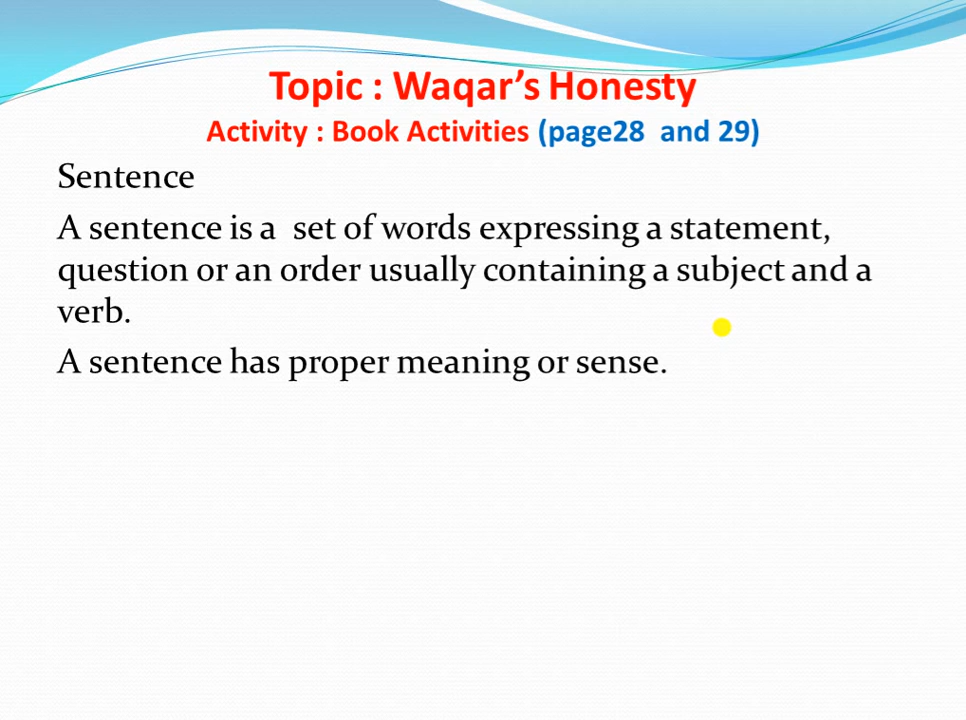 Topic : Waqar’s Honesty
Activity : Book Activities (page28 and 29)
Sentence
A sentence is a set of words expressing a statement,
question or an order usually containing a subject and a
verb.
A sentence has proper meaning or sense.